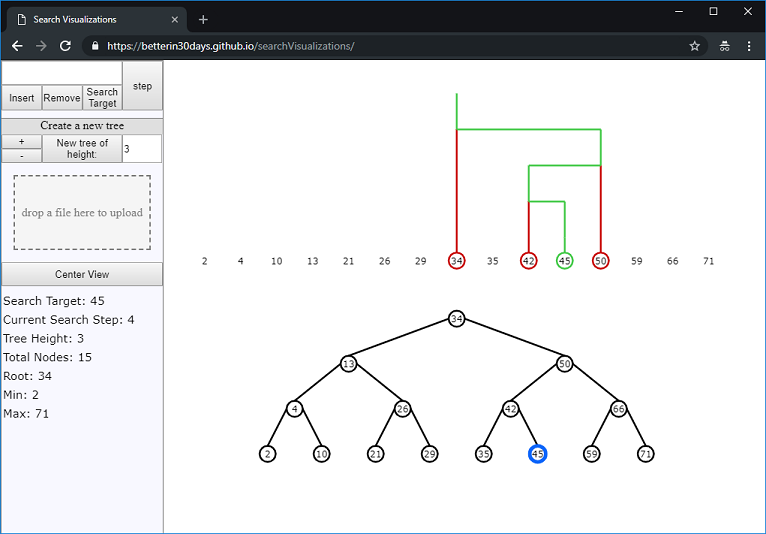 Search Visualizations
https://betterin30days.github.io/searchVisualizations/
Insert Remove Search Target step
Create a new tree
+
-
New tree of height: 3
drop a file here to upload
Center View
Search Target: 45
Current Search Step: 4
Tree Height: 3
Total Nodes: 15
Root: 34
Min: 2
Max: 71
2 4 10 13 21 26 29 34 35 42 45 50 59 66 71
34
13 50
4 26 42 66
2 10 21 29 35 45 59 71